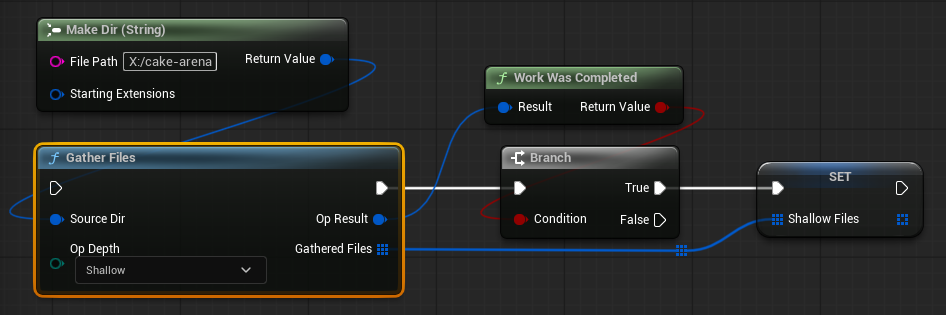 Make Dir (String)
File Path X:/cake-arena Return Value
Starting Extensions
Work Was Completed
Result Return Value
Gather Files
Branch
SET
True
Source Dir Op Result
Condition False
Shallow Files
Op Depth Gathered Files
Shallow